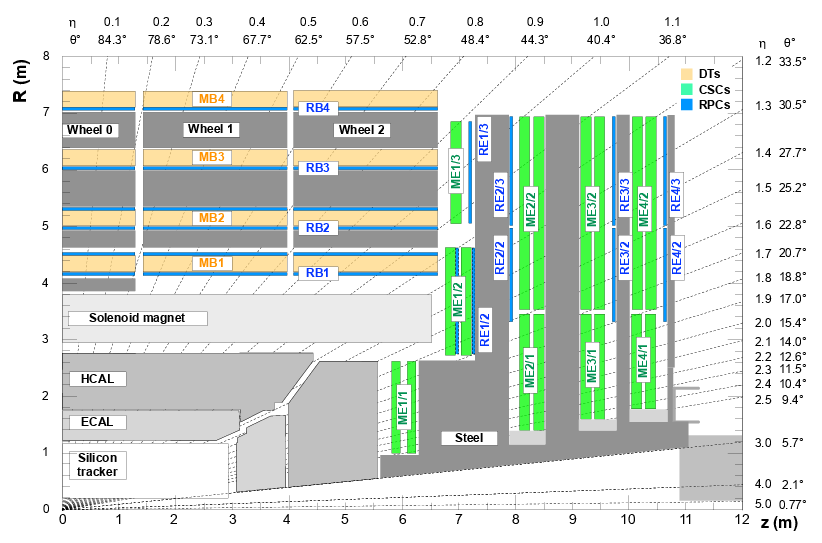 η 0.1 0.2 0.3 0.4 0.5 0.6 0.7 0.8 0.9 1.0 1.1
θ° 84.3° 78.6° 73.1° 67.7° 62.5° 57.5° 52.8° 48.4° 44.3° 40.4° 36.8° η θ°
R (m)
8
7
6
5
4
3
2
1
0
1.2 33.5°
1.3 30.5°
1.4 27.7°
1.5 25.2°
1.6 22.8°
1.7 20.7°
1.8 18.8°
1.9 17.0°
2.0 15.4°
2.1 14.0°
2.2 12.6°
2.3 11.5°
2.4 10.4°
2.5 9.4°
3.0 5.7°
4.0 2.1°
5.0 0.77°
DTs
CSCs
RPCs
MB4
RB4
Wheel 0 Wheel 1 Wheel 2
MB3
RB3
MB2
RB2
MB1
RB1
Solenoid magnet
HCAL
ECAL
Silicon
tracker
Steel
ME1/3
RE1/3
ME1/2
RE1/2
ME1/1
RE2/3
RE2/2
ME2/2
ME2/1
ME3/2
ME3/1
RE3/3
RE3/2
ME4/2
ME4/1
RE4/3
RE4/2
0 1 2 3 4 5 6 7 8 9 10 11 12
z (m)